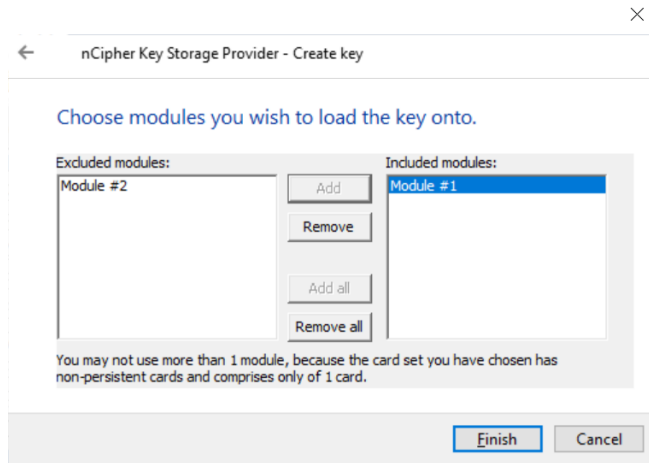 nCipher Key Storage Provider - Create key
Choose modules you wish to load the key onto.
Excluded modules:
Included modules:
Module #2
Add
Module #1
Remove
Add all
Remove all
You may not use more than 1 module, because the card set you have chosen has
non-persistent cards and comprises only of 1 card.
Finish
Cancel